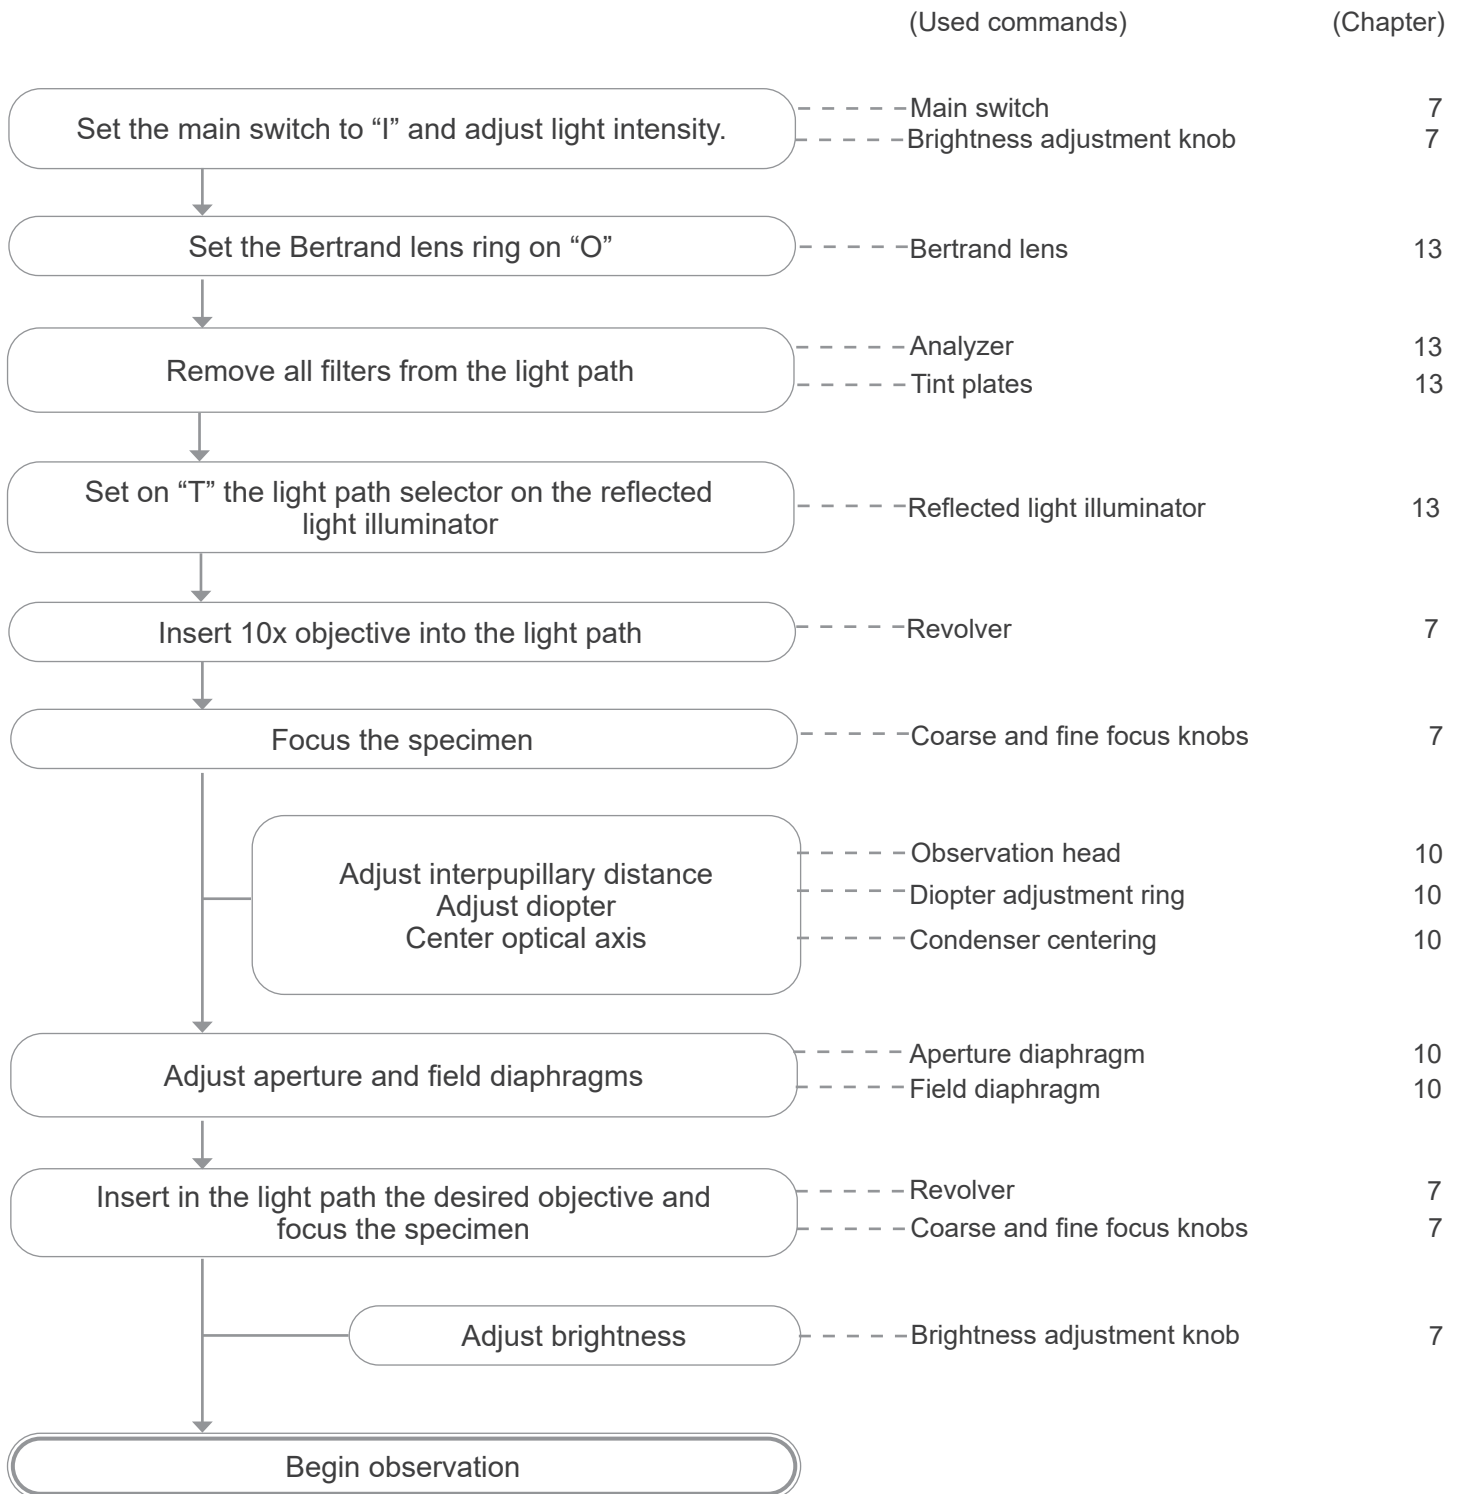 (Used commands) (Chapter)
Set the main switch to “I” and adjust light intensity.
Main switch 7
Brightness adjustment knob 7
Set the Bertrand lens ring on “O”
Bertrand lens 13
Remove all filters from the light path
Analyzer 13
Tint plates 13
Set on “T” the light path selector on the reflected
light illuminator
Reflected light illuminator 13
Insert 10x objective into the light path
Revolver 7
Focus the specimen
Coarse and fine focus knobs 7
Adjust interpupillary distance
Adjust diopter
Center optical axis
Observation head 10
Diopter adjustment ring 10
Condenser centering 10
Adjust aperture and field diaphragms
Aperture diaphragm 10
Field diaphragm 10
Insert in the light path the desired objective and
focus the specimen
Revolver 7
Coarse and fine focus knobs 7
Adjust brightness
Brightness adjustment knob 7
Begin observation